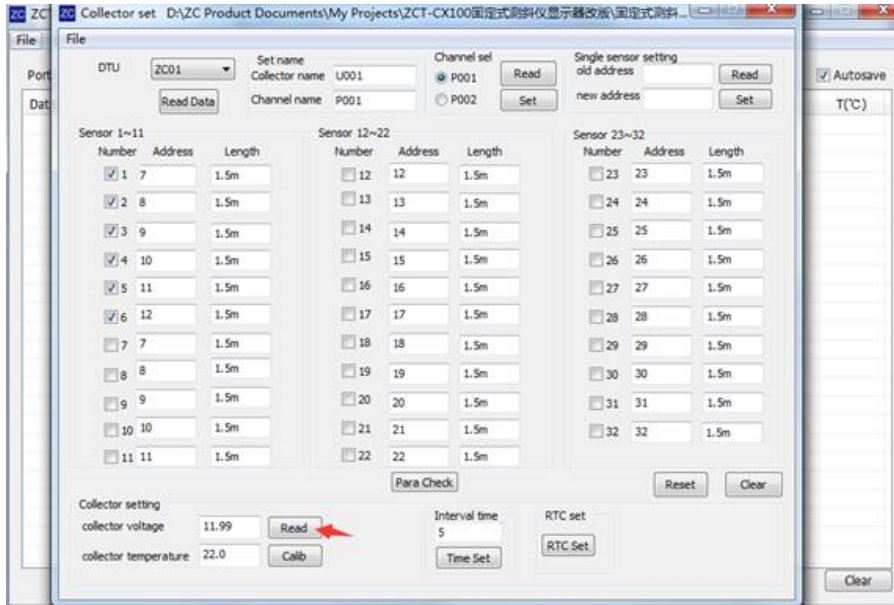 ZC ZCT
ZC Collector set D:\ZC Product Documents\My Projects\ZCT-CX100固定式测斜仪显示器改版\固定式测斜...
File
File
Port
Autosave
Dat
T(℃)
DTU ZC01
Read Data
Set name
Collector name U001
Channel name P001
Channel sel
P001 Read
P002 Set
Single sensor setting
old address Read
new address Set
Sensor 1~11
Number Address Length
1 7 1.5m
2 8 1.5m
3 9 1.5m
4 10 1.5m
5 11 1.5m
6 12 1.5m
7 7 1.5m
8 8 1.5m
9 9 1.5m
10 10 1.5m
11 11 1.5m
Sensor 12~22
Number Address Length
12 12 1.5m
13 13 1.5m
14 14 1.5m
15 15 1.5m
16 16 1.5m
17 17 1.5m
18 18 1.5m
19 19 1.5m
20 20 1.5m
21 21 1.5m
22 22 1.5m
Sensor 23~32
Number Address Length
23 23 1.5m
24 24 1.5m
25 25 1.5m
26 26 1.5m
27 27 1.5m
28 28 1.5m
29 29 1.5m
30 30 1.5m
31 31 1.5m
32 32 1.5m
Para Check
Reset Clear
Collector setting
collector voltage 11.99 Read
collector temperature 22.0 Calib
Interval time
5
Time Set
RTC set
RTC Set
Clear